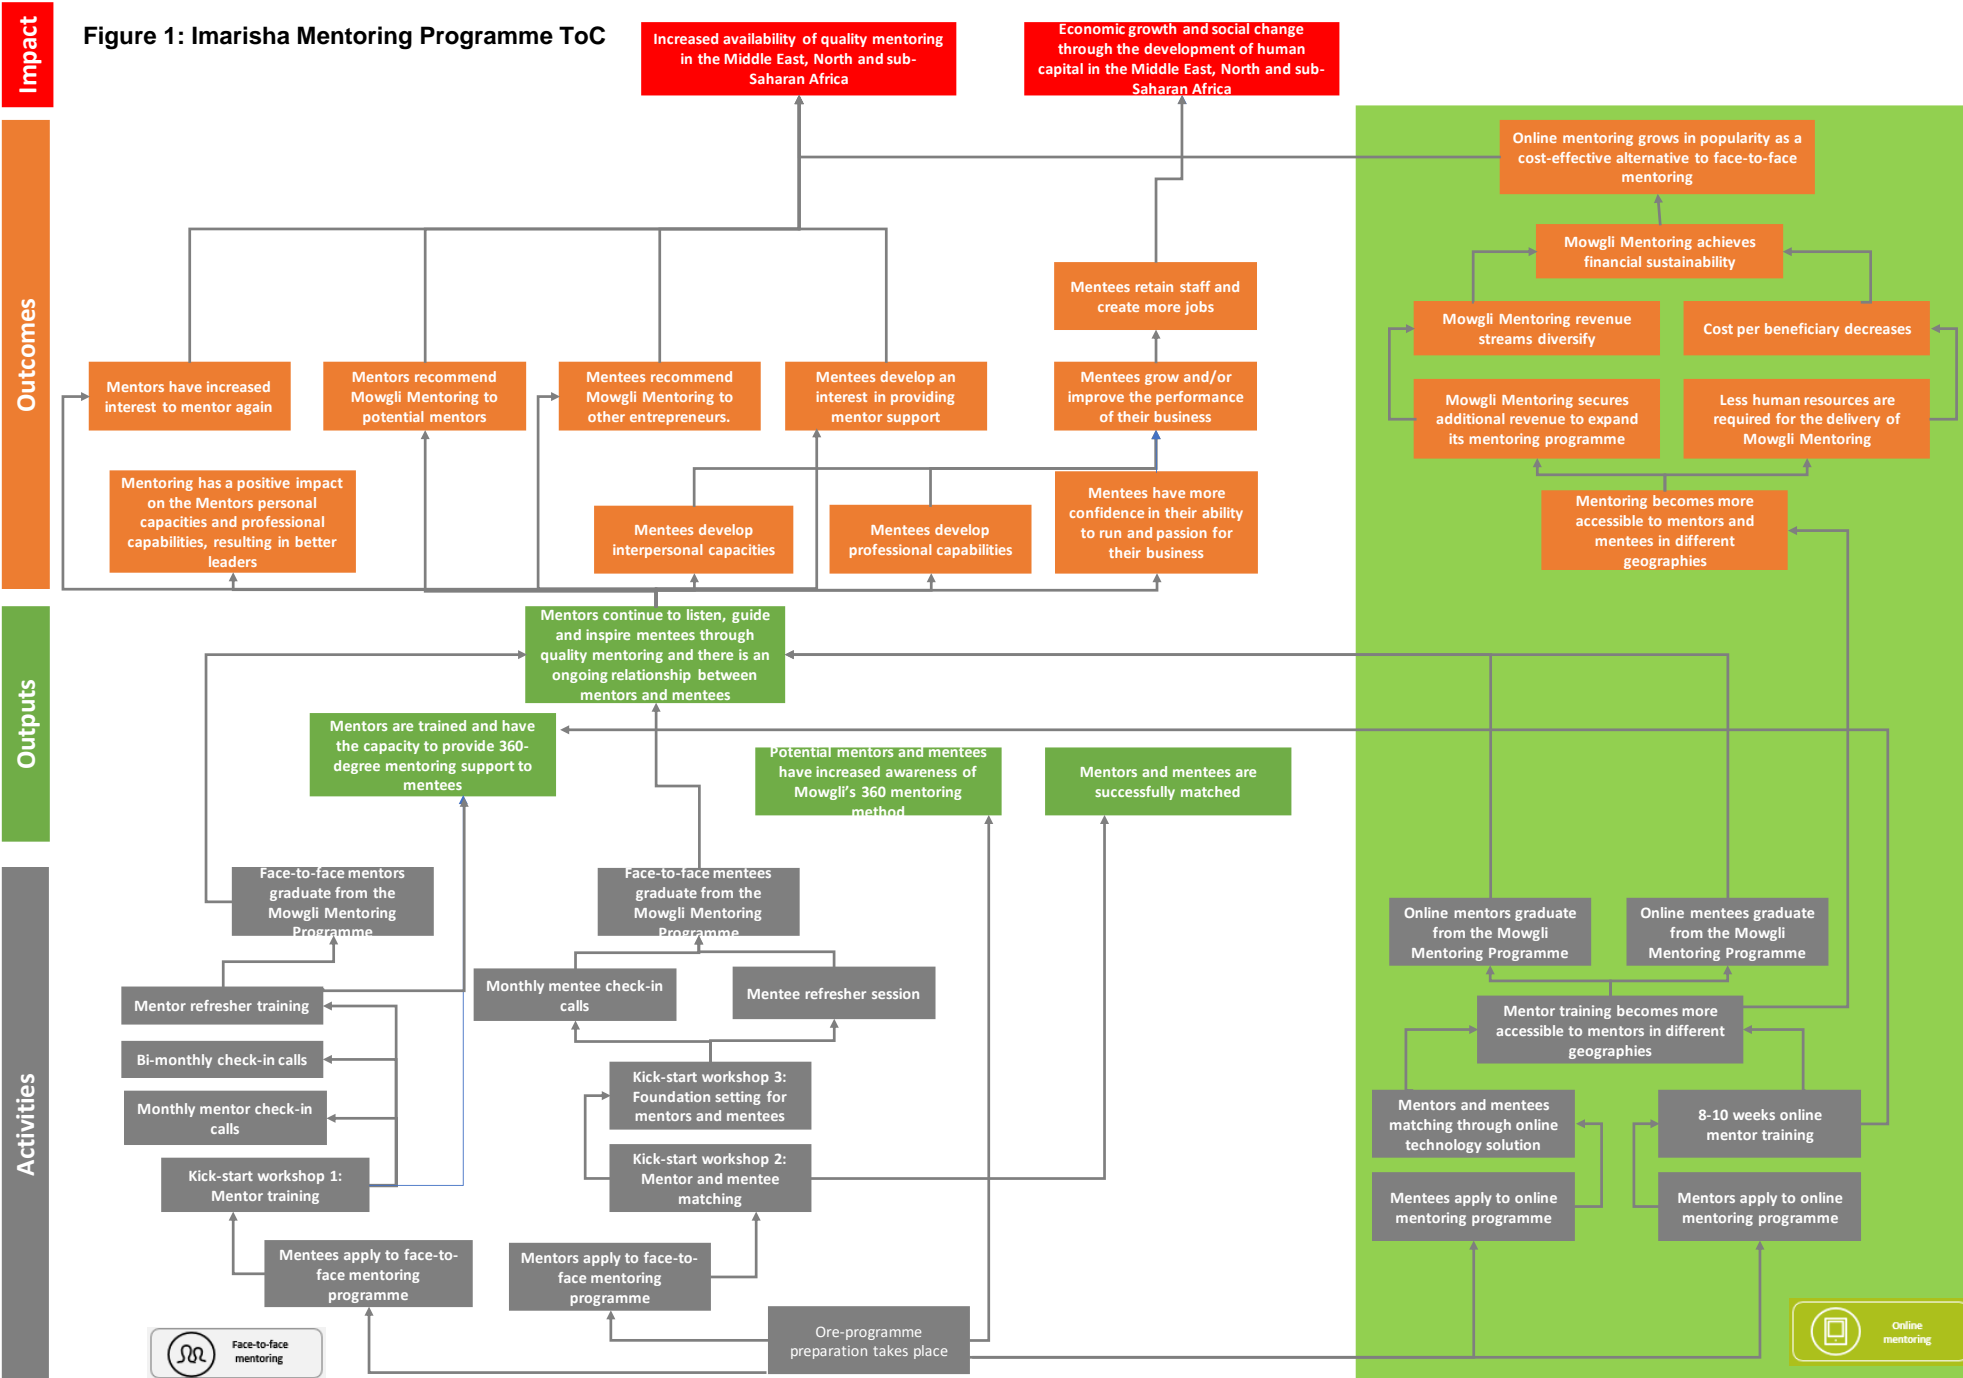 Impact
Figure 1: Imarisha Mentoring Programme ToC
Increased availability of quality mentoring
in the Middle East, North and sub-
Saharan Africa
Economic growth and social change
through the development of human
capital in the Middle East, North and sub-
Saharan Africa
Outcomes
Online mentoring grows in popularity as a
cost-effective alternative to face-to-face
mentoring
Mowgli Mentoring achieves
financial sustainability
Mentees retain staff and
create more jobs
Mowgli Mentoring revenue
streams diversify
Cost per beneficiary decreases
Mentors have increased
interest to mentor again
Mentors recommend
Mowgli Mentoring to
potential mentors
Mentees recommend
Mowgli Mentoring to
other entrepreneurs.
Mentees develop an
interest in providing
mentor support
Mentees grow and/or
improve the performance
of their business
Mowgli Mentoring secures
additional revenue to expand
its mentoring programme
Less human resources are
required for the delivery of
Mowgli Mentoring
Mentoring has a positive impact
on the Mentors personal
capacities and professional
capabilities, resulting in better
leaders
Mentees develop
interpersonal capacities
Mentees develop
professional capabilities
Mentees have more
confidence in their ability
to run and passion for
their business
Mentoring becomes more
accessible to mentors and
mentees in different
geographies
Outputs
Mentors continue to listen, guide
and inspire mentees through
quality mentoring and there is an
ongoing relationship between
mentors and mentees
Mentors are trained and have
the capacity to provide 360-
degree mentoring support to
mentees
Potential mentors and mentees
have increased awareness of
Mowgli's 360 mentoring
method
Mentors and mentees are
successfully matched
Activities
Face-to-face mentors
graduate from the
Mowgli Mentoring
Programme
Face-to-face mentees
graduate from the
Mowgli Mentoring
Programme
Online mentors graduate
from the Mowgli
Mentoring Programme
Online mentees graduate
from the Mowgli
Mentoring Programme
Mentor refresher training
Monthly mentee check-in
calls
Mentee refresher session
Mentor training becomes more
accessible to mentors in different
geographies
Bi-monthly check-in calls
Monthly mentor check-in
calls
Kick-start workshop 3:
Foundation setting for
mentors and mentees
Mentors and mentees
matching through online
technology solution
8-10 weeks online
mentor training
Kick-start workshop 1:
Mentor training
Kick-start workshop 2:
Mentor and mentee
matching
Mentees apply to online
mentoring programme
Mentors apply to online
mentoring programme
Mentees apply to face-to-
face mentoring
programme
Mentors apply to face-to-
face mentoring
programme
Ore-programme
preparation takes place
Face-to-face
mentoring
Online
mentoring